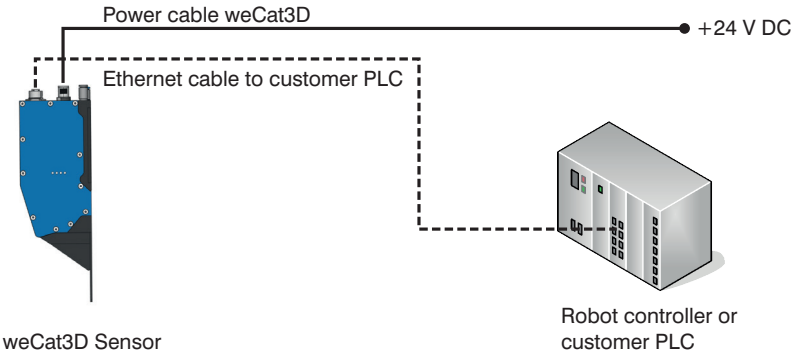 Power cable weCat3D
+24 V DC
Ethernet cable to customer PLC
Robot controller or
customer PLC
weCat3D Sensor